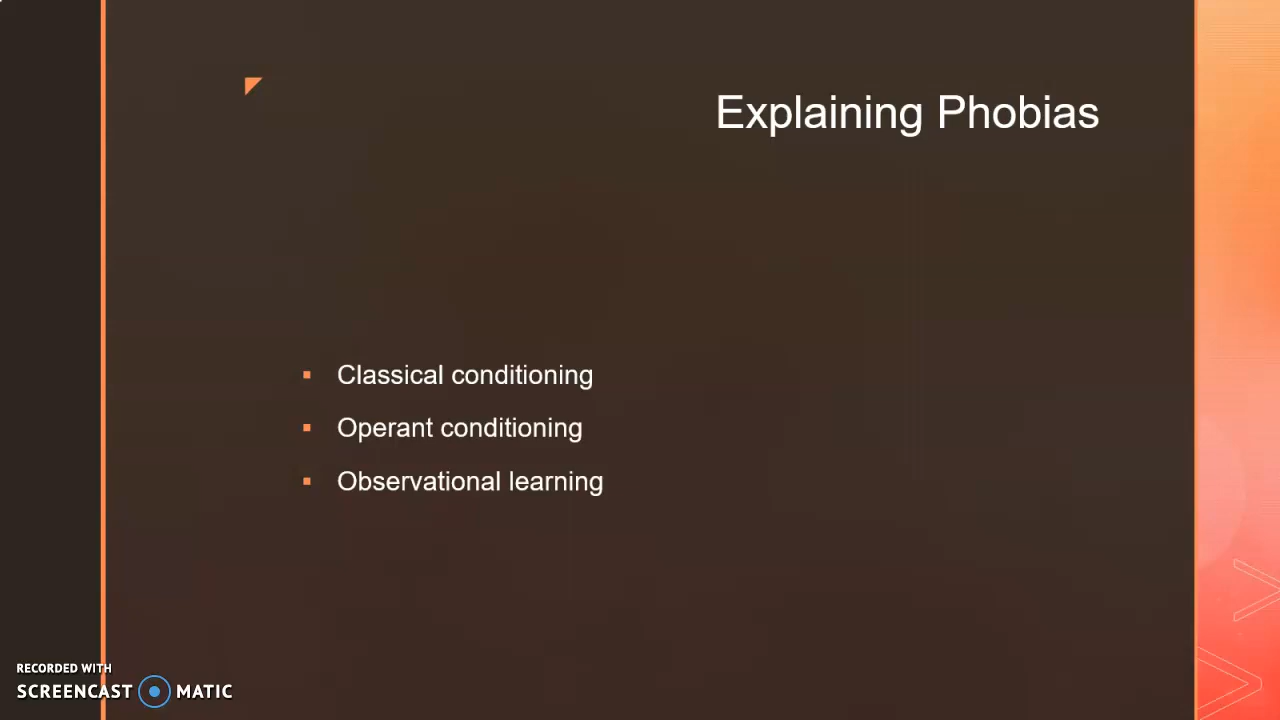 Explaining Phobias
Classical conditioning
Operant conditioning
Observational learning
RECORDED WITH
SCREENCAST MATIC